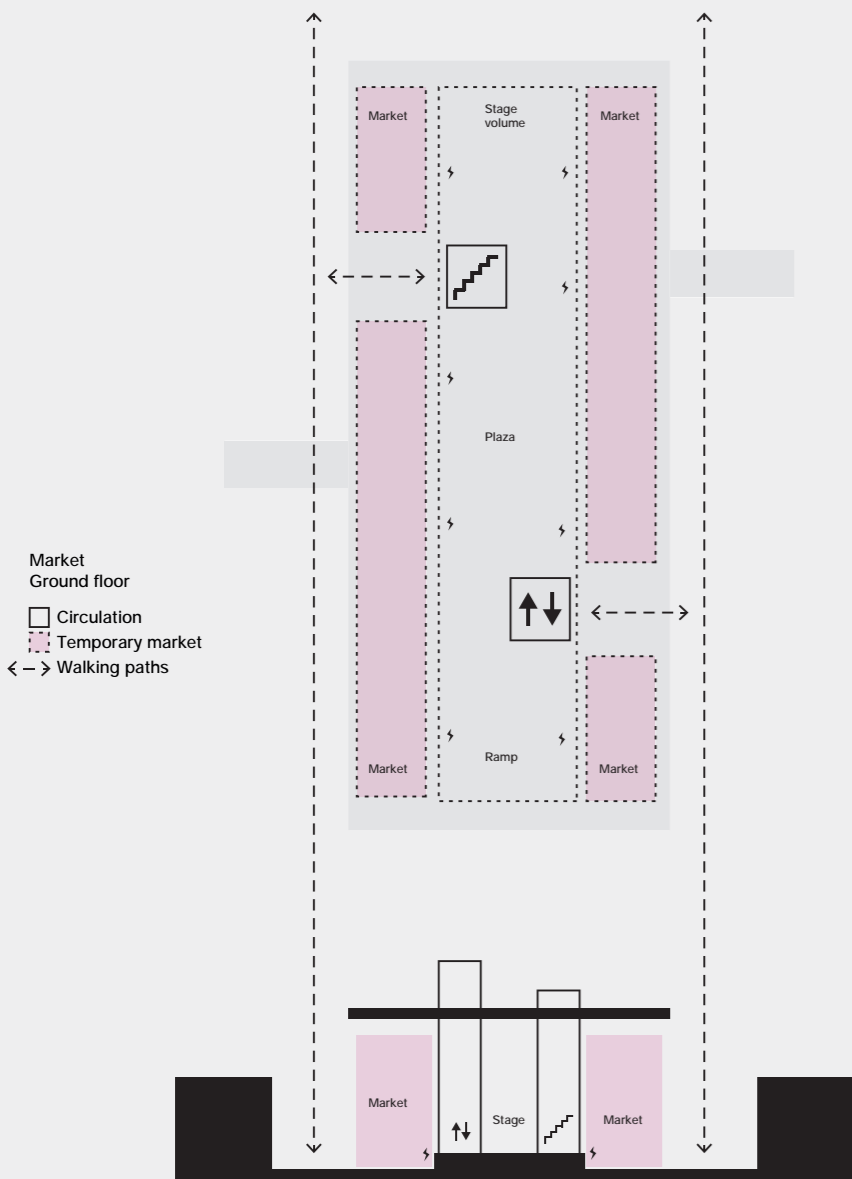 Market
Stage
volume
Market
Plaza
Market
Ground floor
Circulation
Temporary market
Walking paths
Ramp
Market
Market
Market
Stage
Market